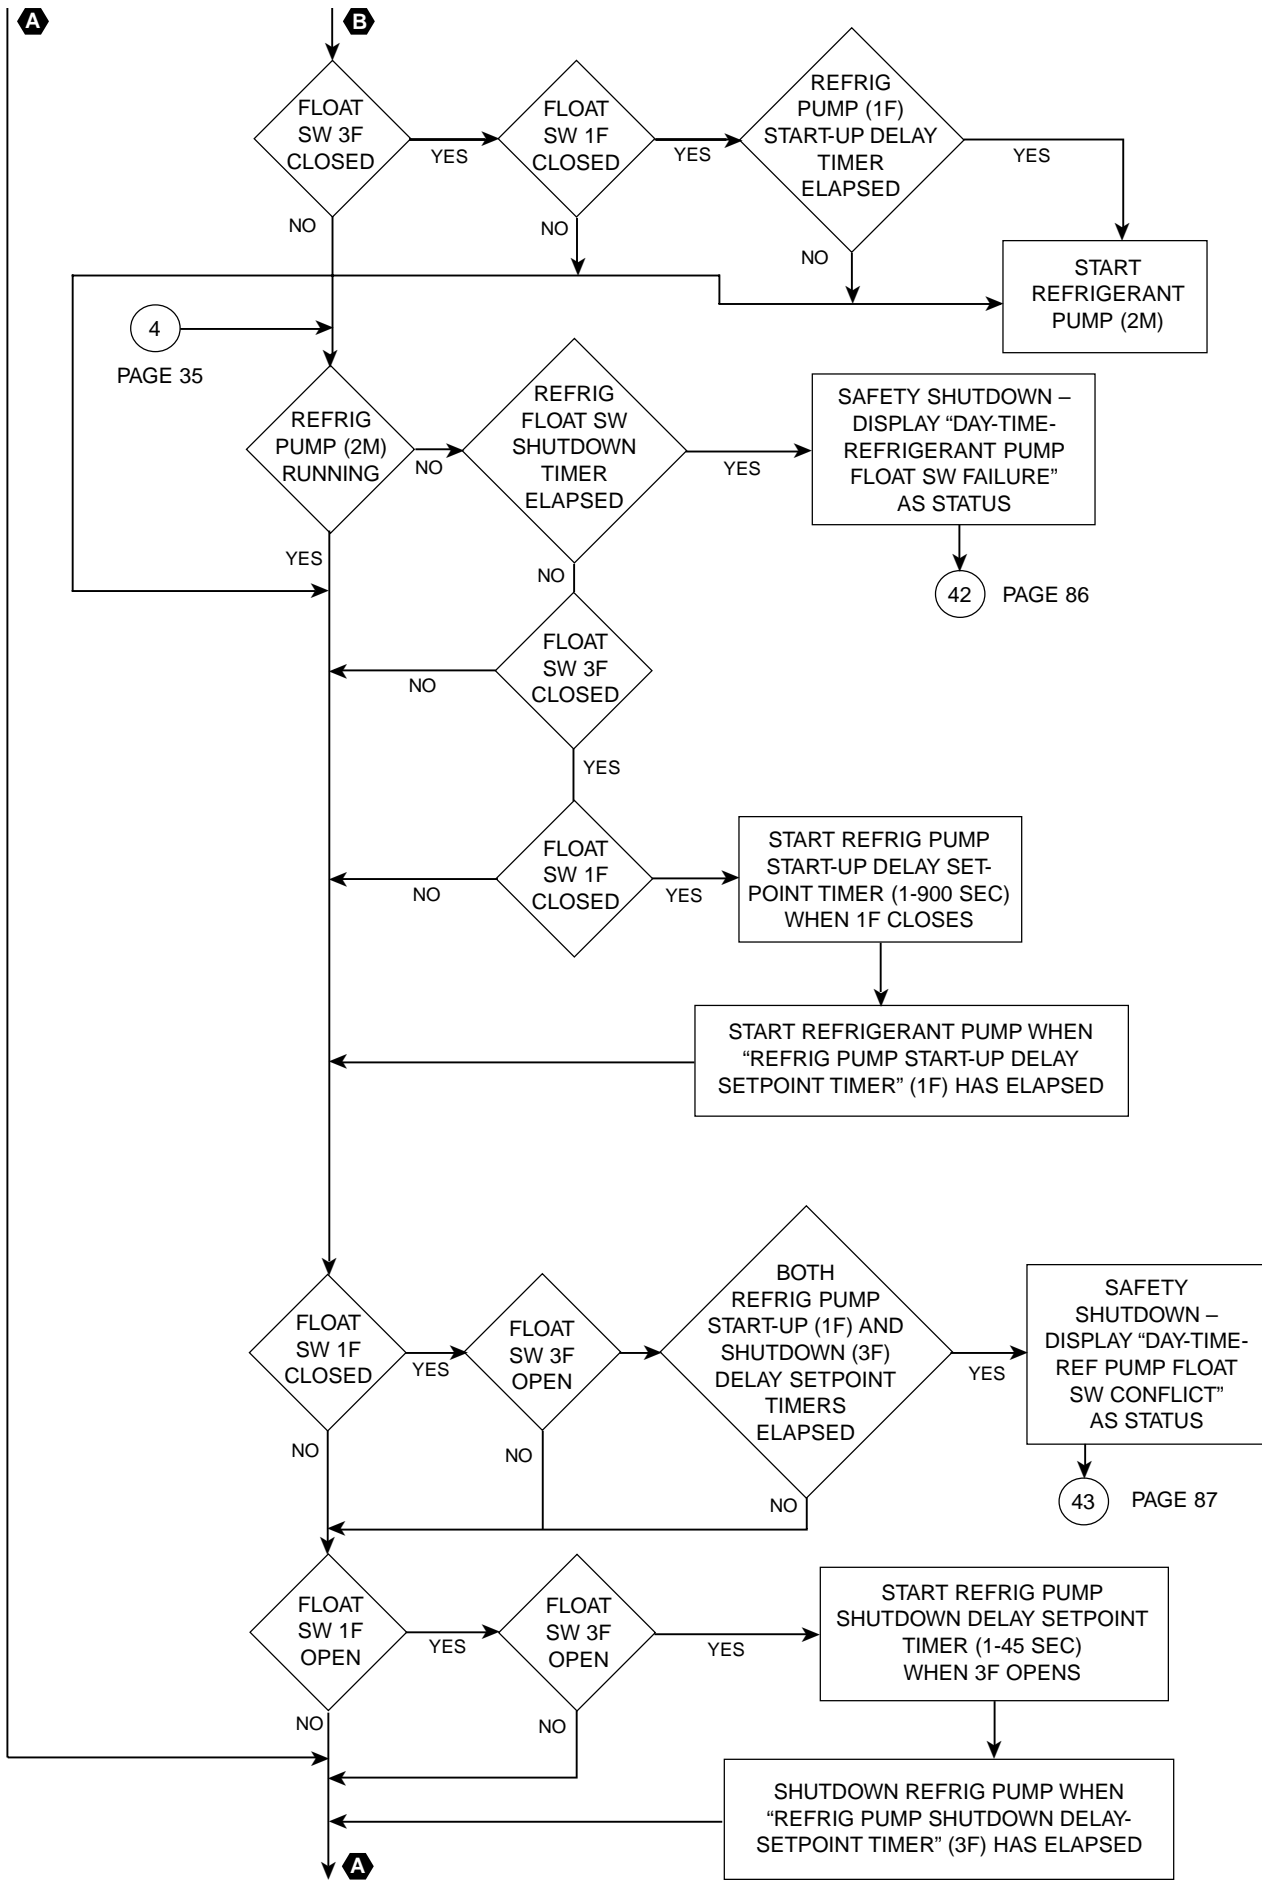 A
B
FLOAT
SW 3F
CLOSED
YES
NO
FLOAT
SW 1F
CLOSED
YES
NO
REFRIG
PUMP (1F)
START-UP DELAY
TIMER
ELAPSED
YES
NO
START
REFRIGERANT
PUMP (2M)
4
PAGE 35
REFRIG
PUMP (2M)
RUNNING
NO
YES
REFRIG
FLOAT SW
SHUTDOWN
TIMER
ELAPSED
YES
NO
SAFETY SHUTDOWN –
DISPLAY “DAY-TIME-
REFRIGERANT PUMP
FLOAT SW FAILURE”
AS STATUS
42
PAGE 86
FLOAT
SW 3F
CLOSED
NO
YES
FLOAT
SW 1F
CLOSED
NO
YES
START REFRIG PUMP
START-UP DELAY SET-
POINT TIMER (1-900 SEC)
WHEN 1F CLOSES
START REFRIGERANT PUMP WHEN
“REFRIG PUMP START-UP DELAY
SETPOINT TIMER” (1F) HAS ELAPSED
FLOAT
SW 1F
CLOSED
YES
NO
FLOAT
SW 3F
OPEN
NO
BOTH
REFRIG PUMP
START-UP (1F) AND
SHUTDOWN (3F)
DELAY SETPOINT
TIMERS
ELAPSED
YES
NO
SAFETY
SHUTDOWN –
DISPLAY “DAY-TIME-
REF PUMP FLOAT
SW CONFLICT”
AS STATUS
43
PAGE 87
FLOAT
SW 1F
OPEN
YES
NO
FLOAT
SW 3F
OPEN
YES
NO
START REFRIG PUMP
SHUTDOWN DELAY SETPOINT
TIMER (1-45 SEC)
WHEN 3F OPENS
SHUTDOWN REFRIG PUMP WHEN
“REFRIG PUMP SHUTDOWN DELAY-
SETPOINT TIMER” (3F) HAS ELAPSED
A